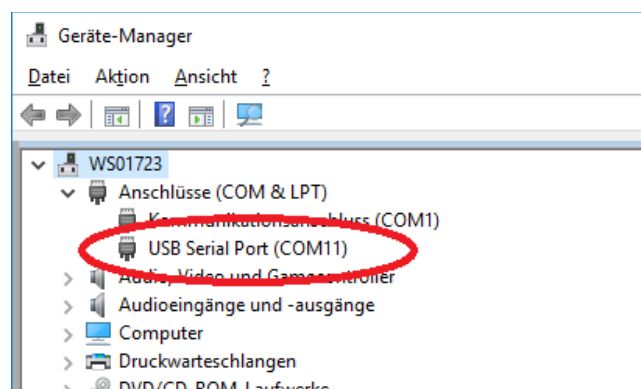 Geräte-Manager
Datei Aktion Ansicht ?
WS01723
Anschlüsse (COM & LPT)
Kommunikationsanschluss (COM1)
USB Serial Port (COM11)
Audio, Video und Gamecontroller
Audioeingänge und -ausgänge
Computer
Druckwarteschlangen
DVD/CD-ROM-Laufwerke